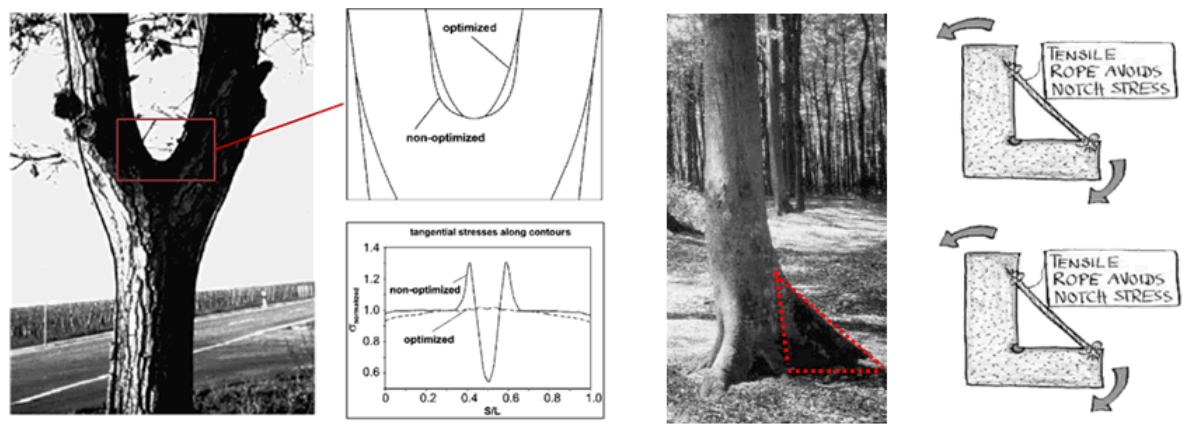 optimized
non-optimized
tangential stresses along contours
1.4
1.2
1.0
0.8
0.6
σnormalized
non-optimized
optimized
0
0.2
0.4
0.6
0.8
1.0
S/L
TENSILE
ROPE AVOIDS
NOTCH STRESS
TENSILE
ROPE AVOIDS
NOTCH STRESS